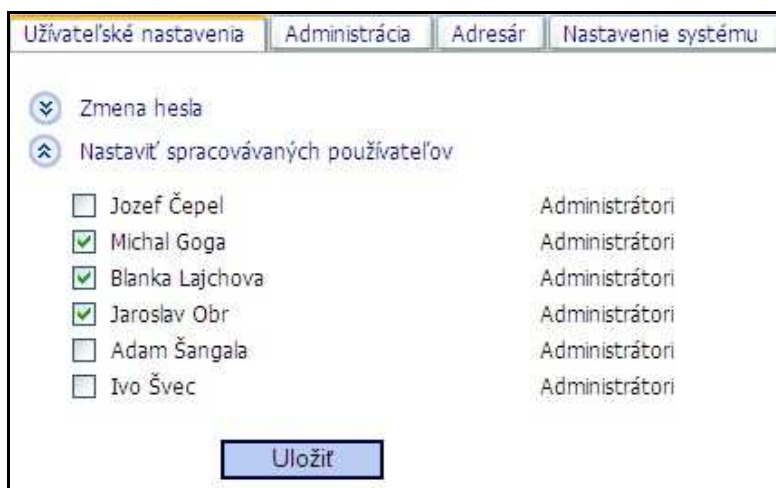 Užívateľské nastavenia Administrácia Adresár Nastavenie systému
Zmena hesla
Nastaviť spracovávaných používateľov
Jozef Čepel Administrátori
Michal Goga Administrátori
Blanka Lajchova Administrátori
Jaroslav Obr Administrátori
Adam Šangala Administrátori
Ivo Švec Administrátori
Uložiť